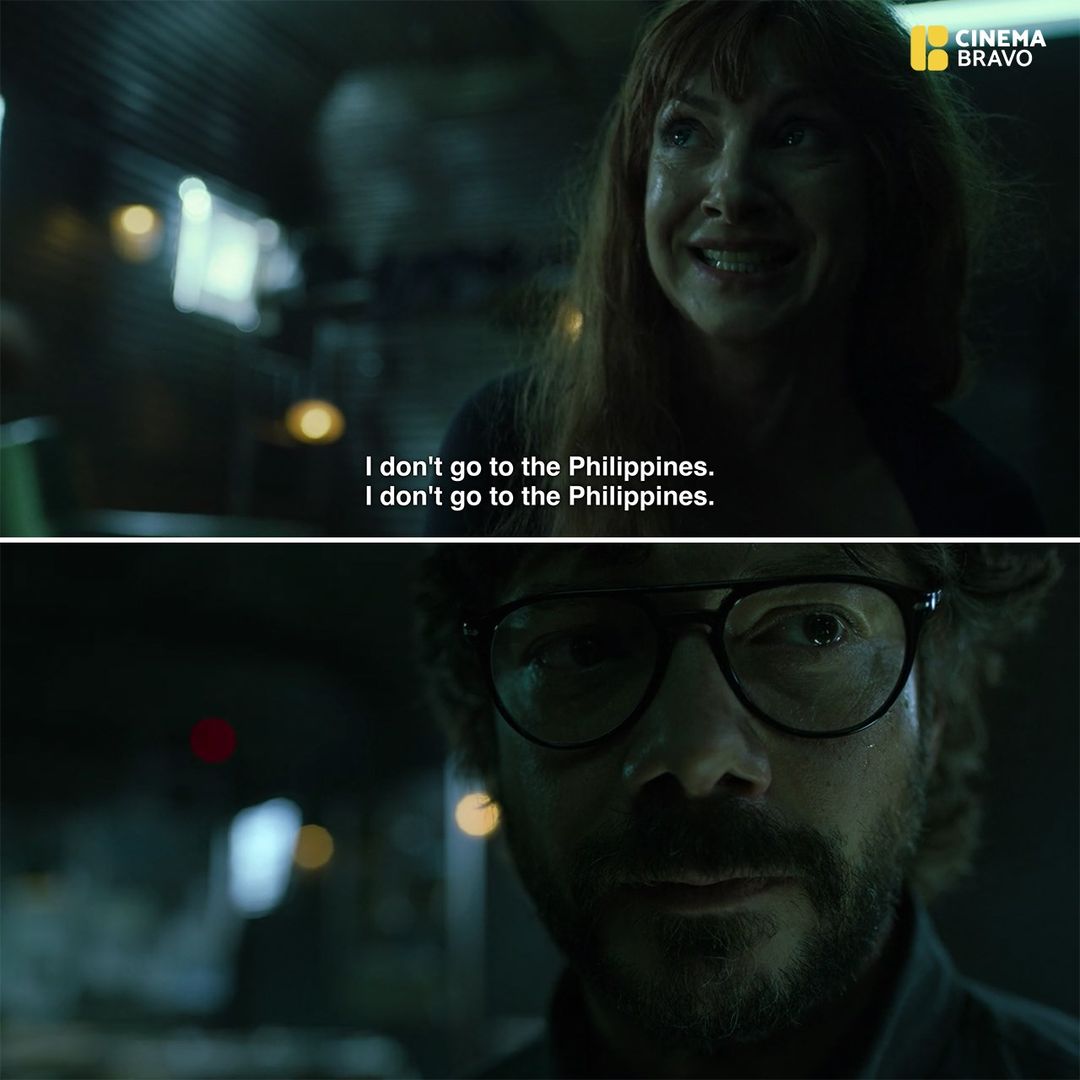 CINEMA
BRAVO
I don't go to the Philippines.
I don't go to the Philippines.